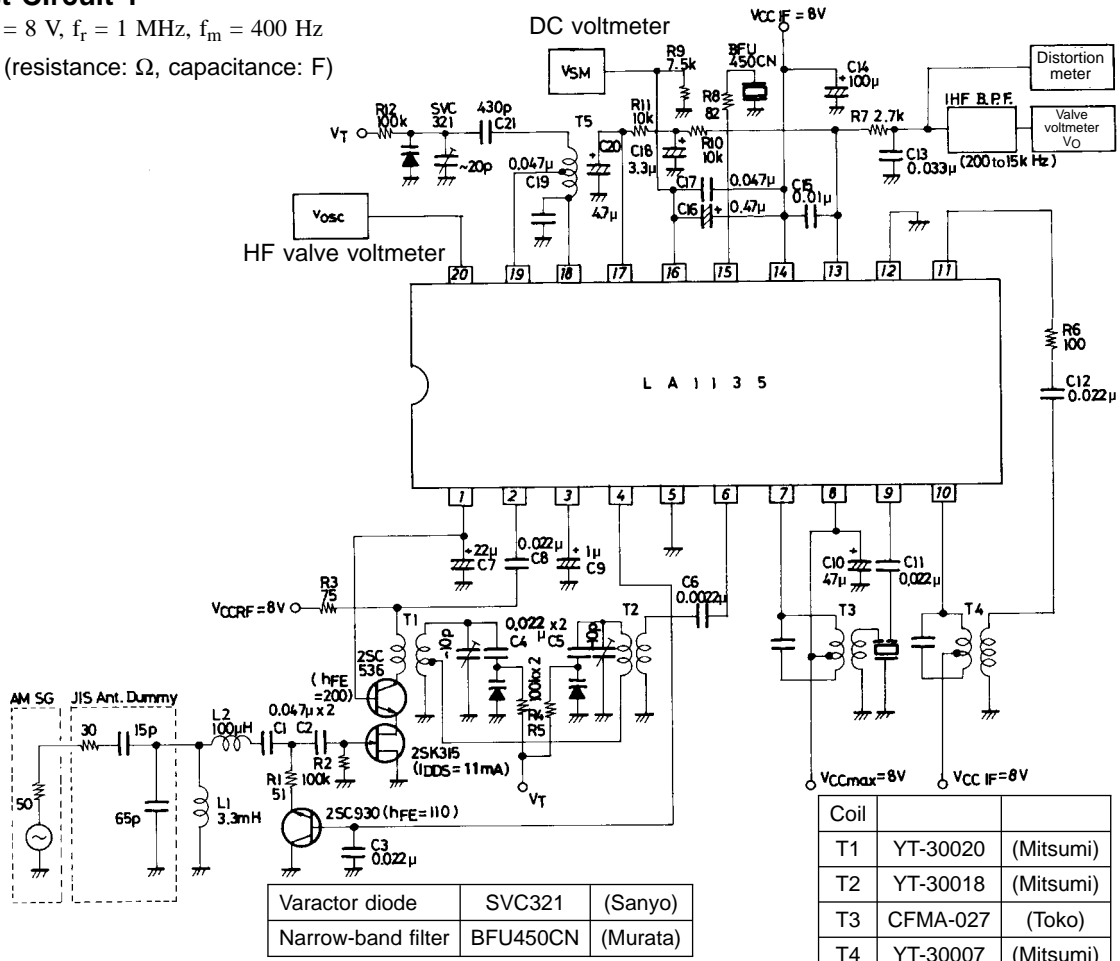 st Circuit 1
= 8 V, fr = 1 MHz, fm = 400 Hz
(resistance: Ω, capacitance: F)
DC voltmeter
VCC IF = 8V
VSM
R9
7.5k
BFU
450CN
C14
100μ
Distortion
meter
IHF B.P.F.
Valve
voltmeter
VO
(200 to 15k Hz)
R12
100k
SVC
321
430p
C21
VT
~20p
T5
0.047μ
C19
R11
10k
C20
47μ
C18
3.3μ
R10
10k
R8
82
C17
0.047μ
C16
0.47μ
C15
0.01μ
R7 2.7k
C13
0.033μ
VOSC
HF valve voltmeter
20 19 18 17 16 15 14 13 12 11
LA1135
R6
100
C12
0.022μ
1 2 3 4 5 6 7 8 9 10
22μ
C7
0.022μ
C8
1μ
C9
R3
75
VCCRF=8V
T1
~10p
0.022 x 2
μ
C4
C5
~10p
T2
C6
0.0022μ
100k x 2
R4
R5
VT
C10
47μ
C11
0.022μ
T3
T4
VCCmax=8V
VCC IF=8V
2SC
536
(hFE
=200)
2SK315
(IDDS=11mA)
AM SG
JIS Ant. Dummy
50
30
15p
65p
L2
100μH
L1
3.3mH
0.047μ x 2
C1
C2
R2
100k
R1
51
2SC930 (hFE=110)
C3
0.022μ
Varactor diode SVC321 (Sanyo)
Narrow-band filter BFU450CN (Murata)
Coil
T1 YT-30020 (Mitsumi)
T2 YT-30018 (Mitsumi)
T3 CFMA-027 (Toko)
T4 YT-30007 (Mitsumi)